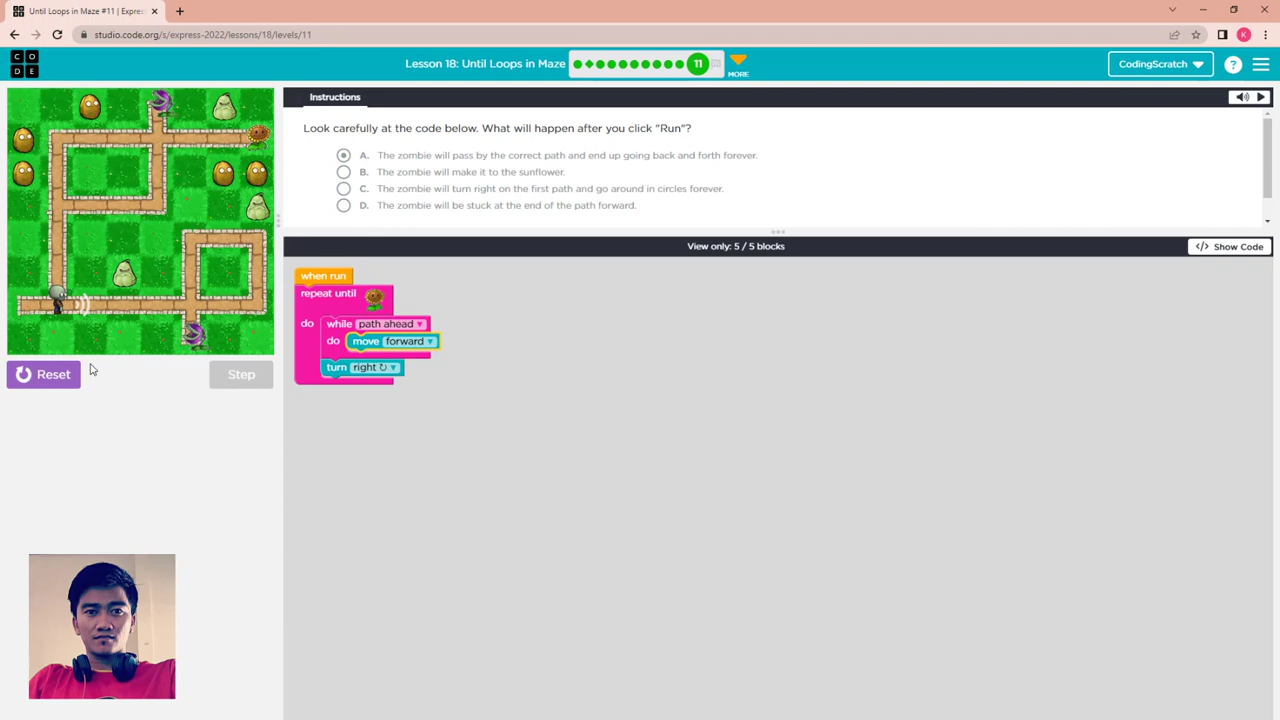 Until Loops in Maze #11 | Expres
studio.code.org/s/express-2022/lessons/18/levels/11
K
C O
D E
Lesson 18: Until Loops in Maze
11
MORE
CodingScratch
?
Instructions
Look carefully at the code below. What will happen after you click "Run"?
A. The zombie will pass by the correct path and end up going back and forth forever.
B. The zombie will make it to the sunflower.
C. The zombie will turn right on the first path and go around in circles forever.
D. The zombie will be stuck at the end of the path forward.
View only: 5 / 5 blocks
</> Show Code
when run
repeat until
do while path ahead
do move forward
turn right ↻
Reset
Step